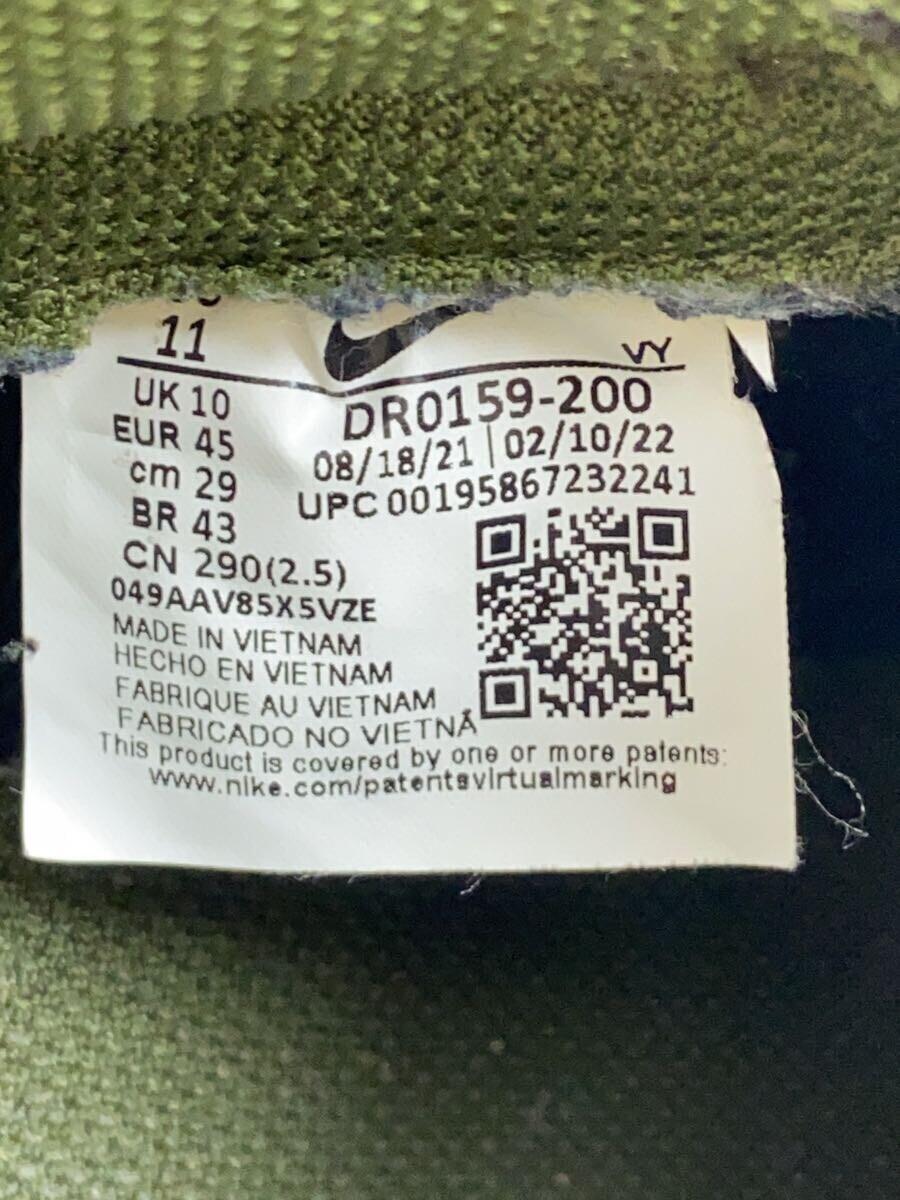 11
VY
UK 10
EUR 45
cm 29
BR 43
CN 290(2.5)
DR0159-200
08/18/21 | 02/10/22
UPC 00195867232241
049AAV85X5VZE
MADE IN VIETNAM
HECHO EN VIETNAM
FABRIQUE AU VIETNAM
FABRICADO NO VIETNÃ
This product is covered by one or more patents:
www.nike.com/patentsvirtualmarking